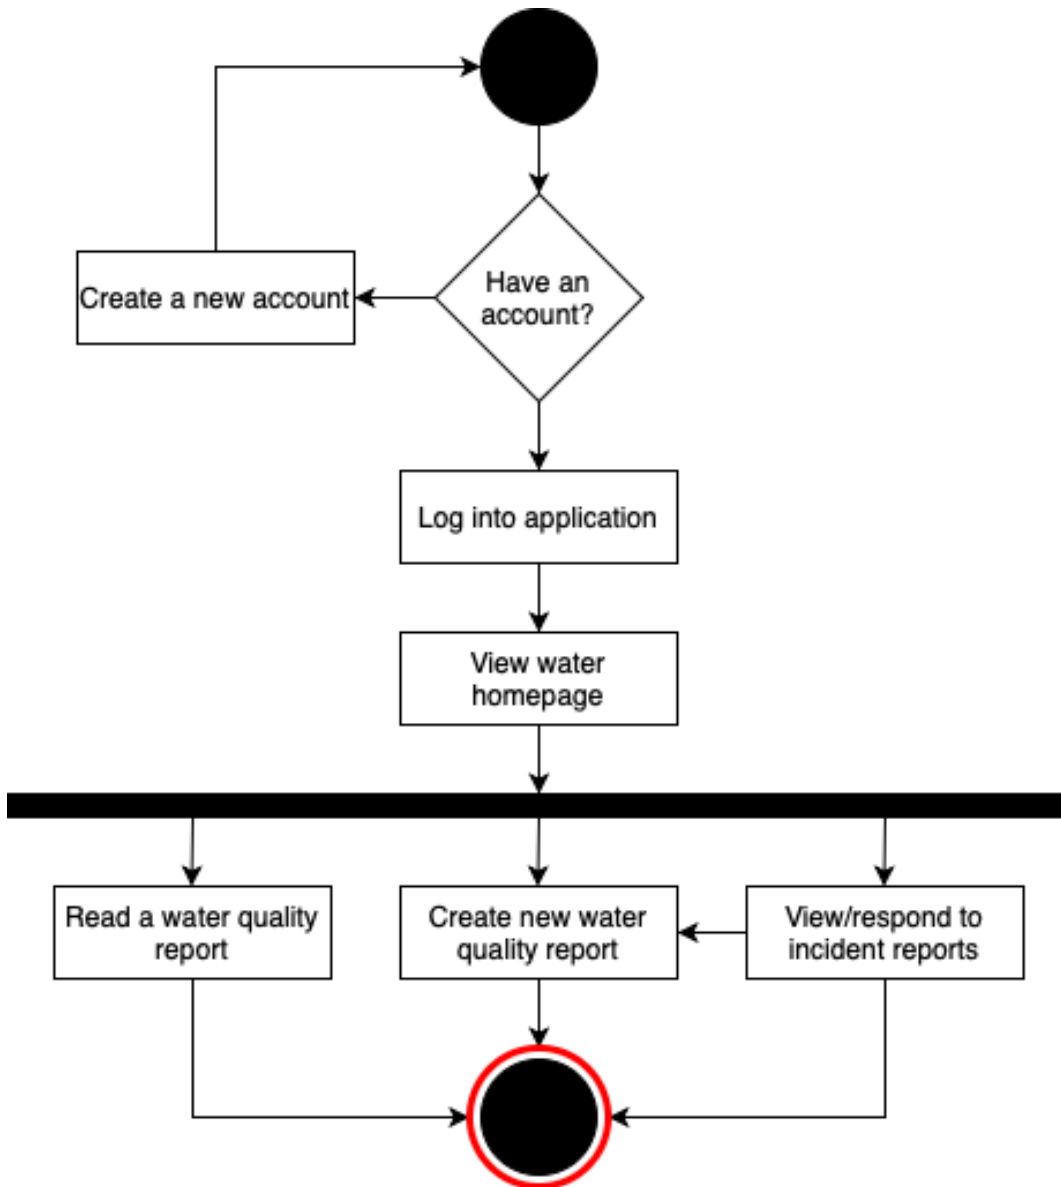 Have an
account?
Create a new account
Log into application
View water
homepage
Read a water quality
report
Create new water
quality report
View/respond to
incident reports